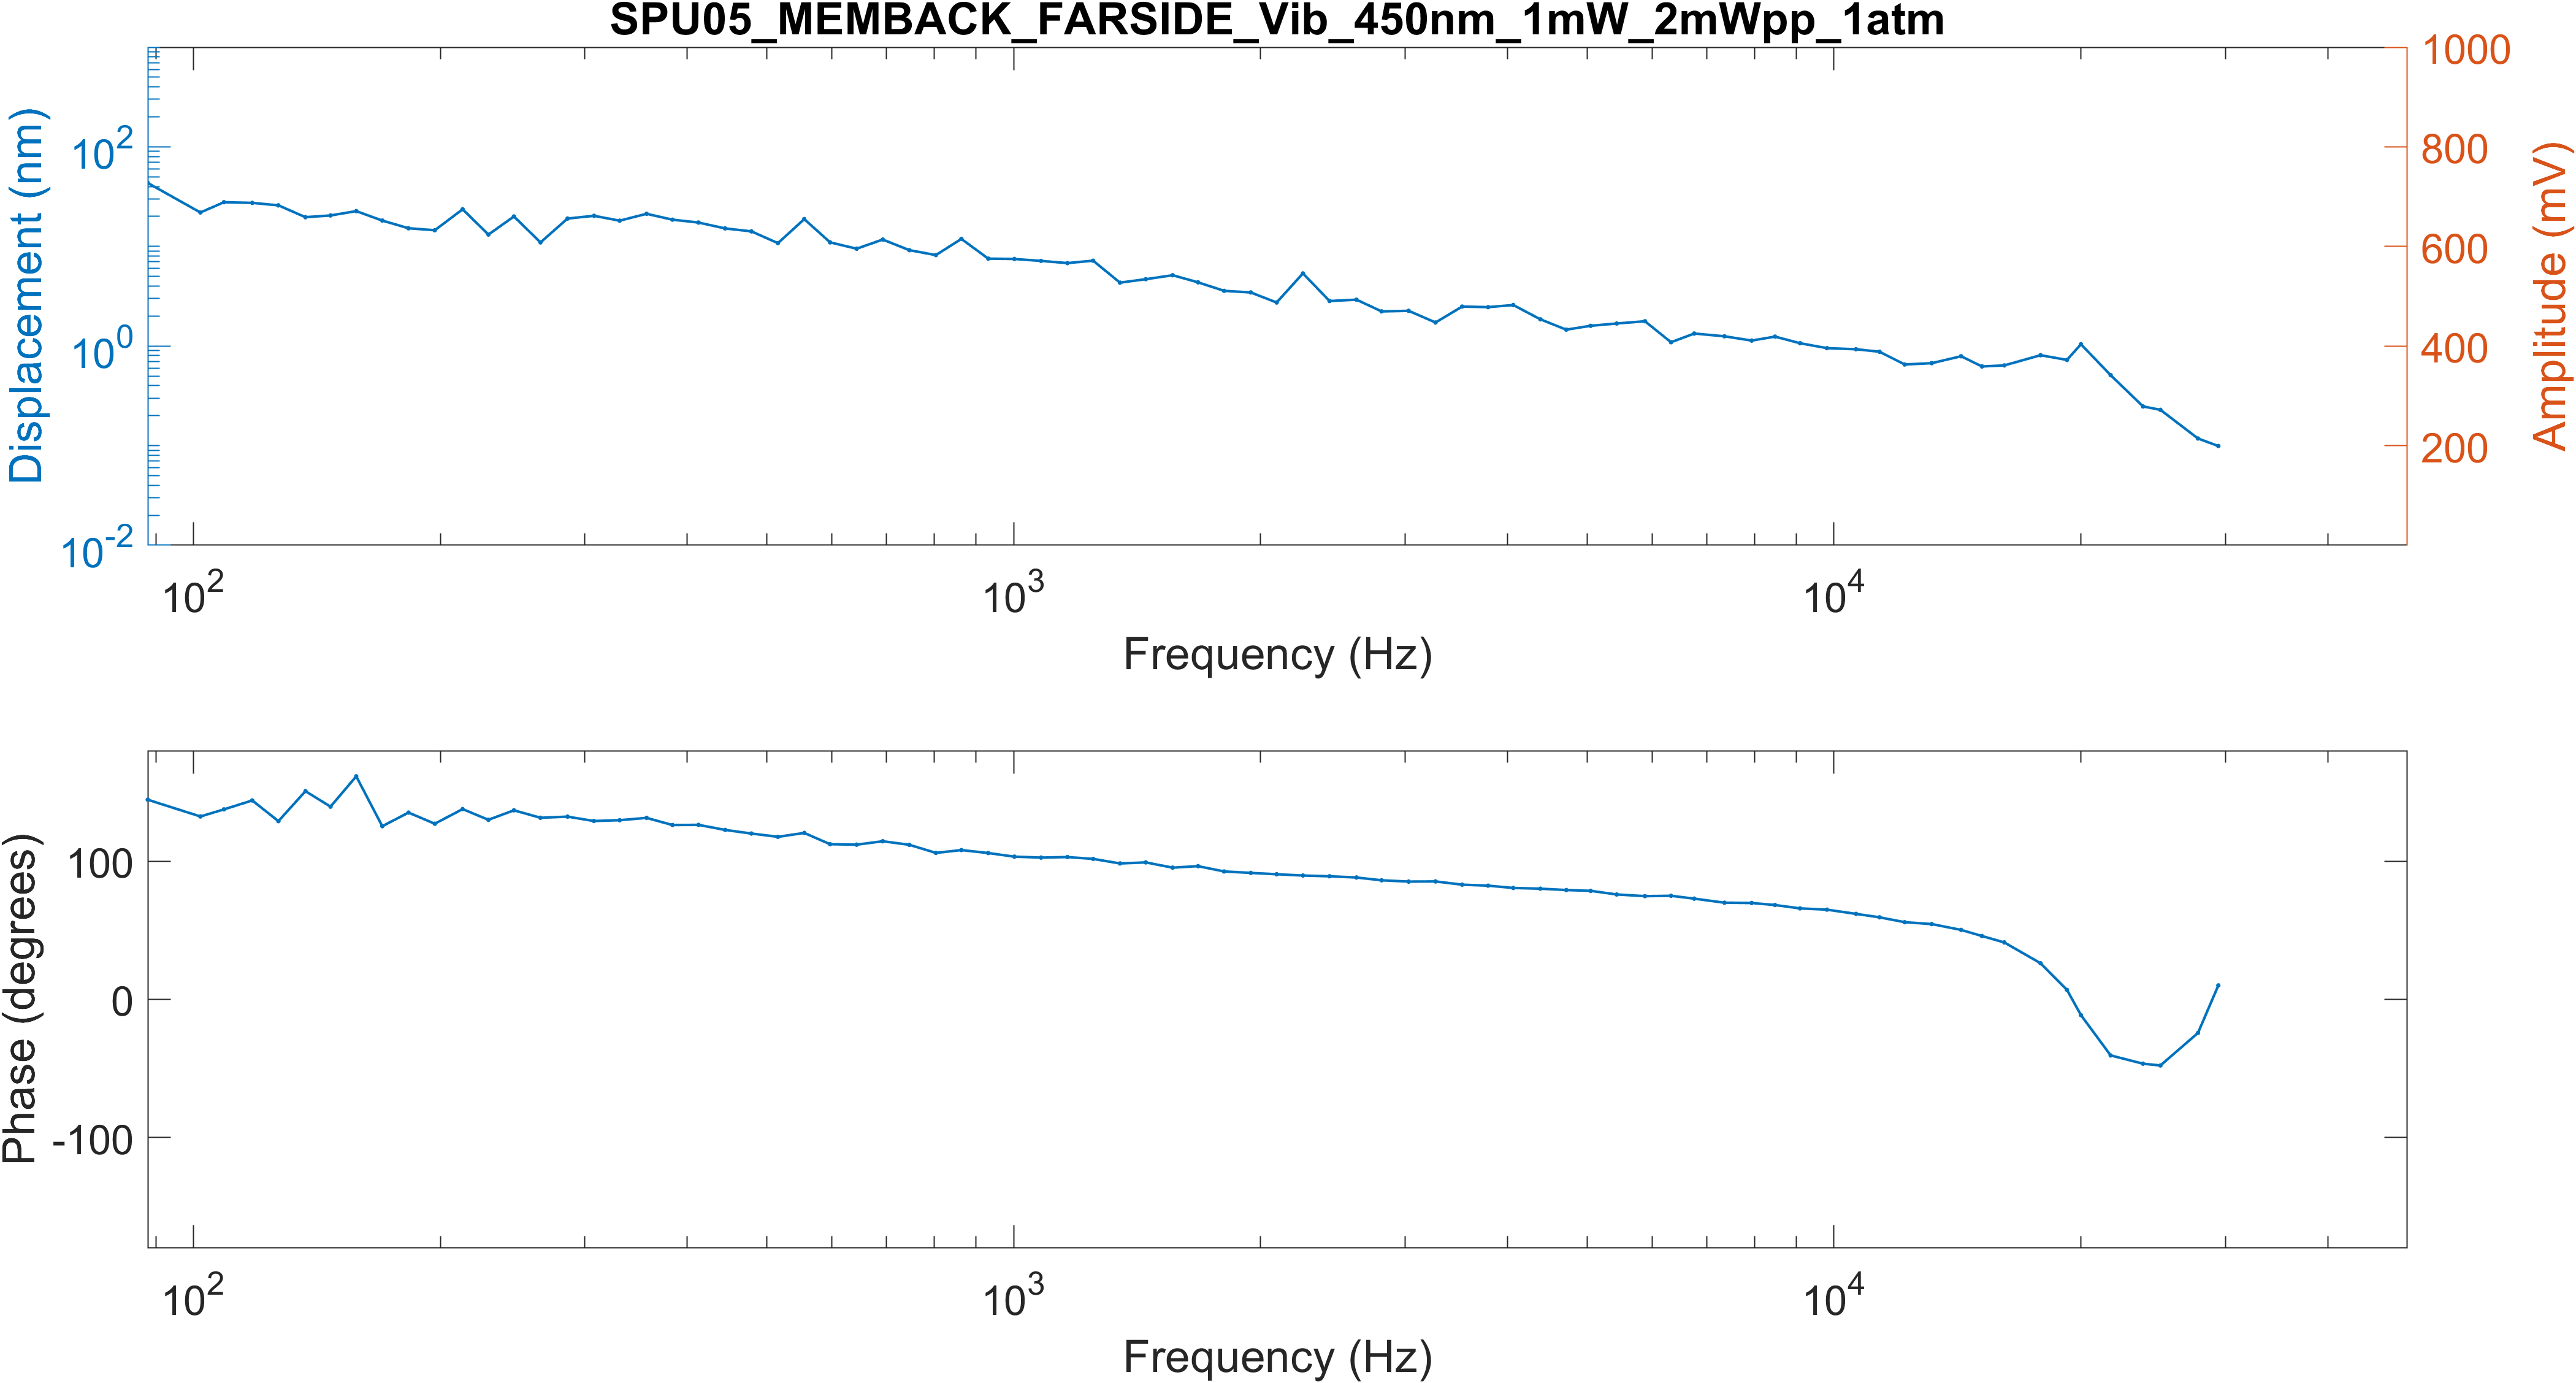 SPU05_MEMBACK_FARSIDE_Vib_450nm_1mW_2mWpp_1atm
Displacement (nm)
10^2
10^0
10^-2
1000
800
600
400
200
Amplitude (mV)
10^2 10^3 10^4
Frequency (Hz)
Phase (degrees)
100
0
-100
10^2 10^3 10^4
Frequency (Hz)